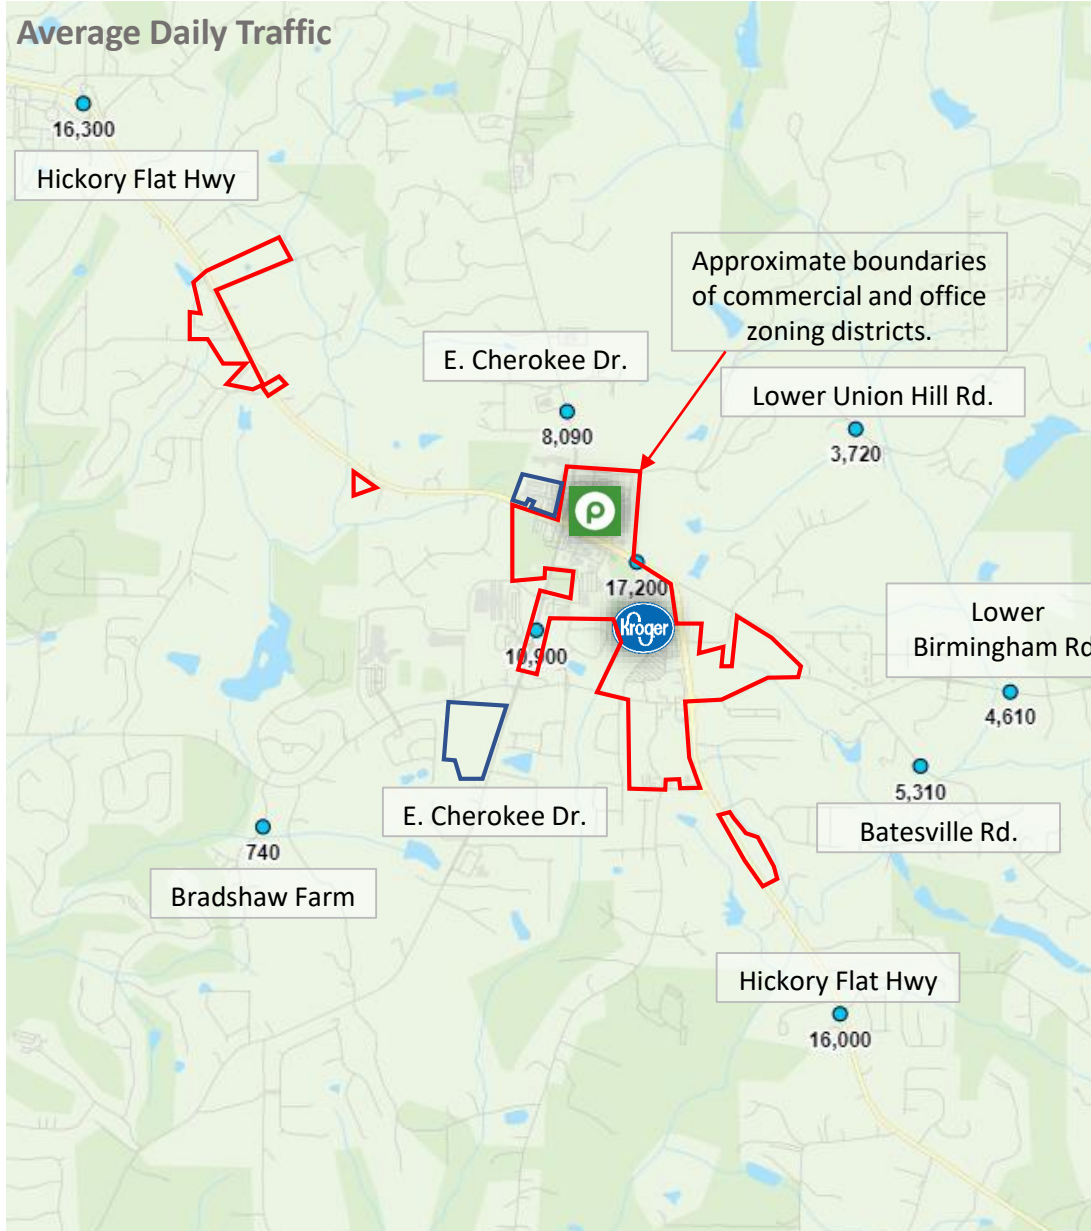 Average Daily Traffic
16,300
Hickory Flat Hwy
Approximate boundaries
of commercial and office
zoning districts.
E. Cherokee Dr.
8,090
Lower Union Hill Rd.
3,720
17,200
Kroger
10,900
Lower
Birmingham Rd
4,610
5,310
Batesville Rd.
E. Cherokee Dr.
740
Bradshaw Farm
Hickory Flat Hwy
16,000